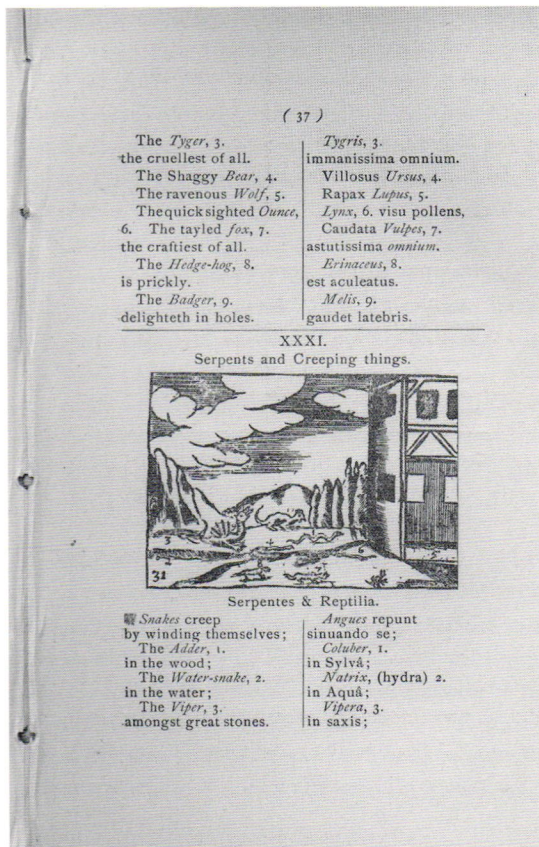 ( 37 )
The Tyger, 3.
the cruellest of all.
The Shaggy Bear, 4.
The ravenous Wolf, 5.
The quick sighted Ounce,
6. The tayled fox, 7.
the craftiest of all.
The Hedge-hog, 8.
is prickly.
The Badger, 9.
delighteth in holes.
Tygris, 3.
immanissima omnium.
Villosus Ursus, 4.
Rapax Lupus, 5.
Lynx, 6. visu pollens,
Caudata Vulpes, 7.
astutissima omnium.
Erinaceus, 8.
est aculeatus.
Melis, 9.
gaudet latebris.
XXXI.
Serpents and Creeping things.
31
Serpentes & Reptilia.
Snakes creep
by winding themselves;
The Adder, 1.
in the wood;
The Water-snake, 2.
in the water;
The Viper, 3.
amongst great stones.
Angues repunt
sinuando se;
Coluber, 1.
in Sylvâ;
Natrix, (hydra) 2.
in Aquâ;
Vipera, 3.
in saxis;